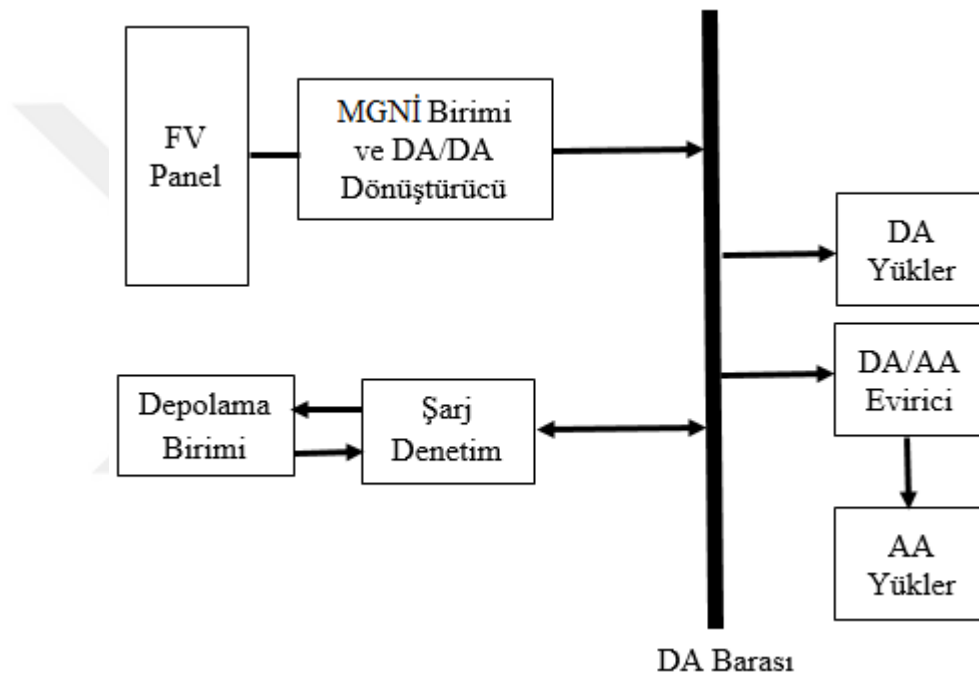 FV
Panel
MGNİ Birimi
ve DA/DA
Dönüştürücü
DA
Yükler
DA/AA
Evirici
Depolama
Birimi
Şarj
Denetim
AA
Yükler
DA Barası